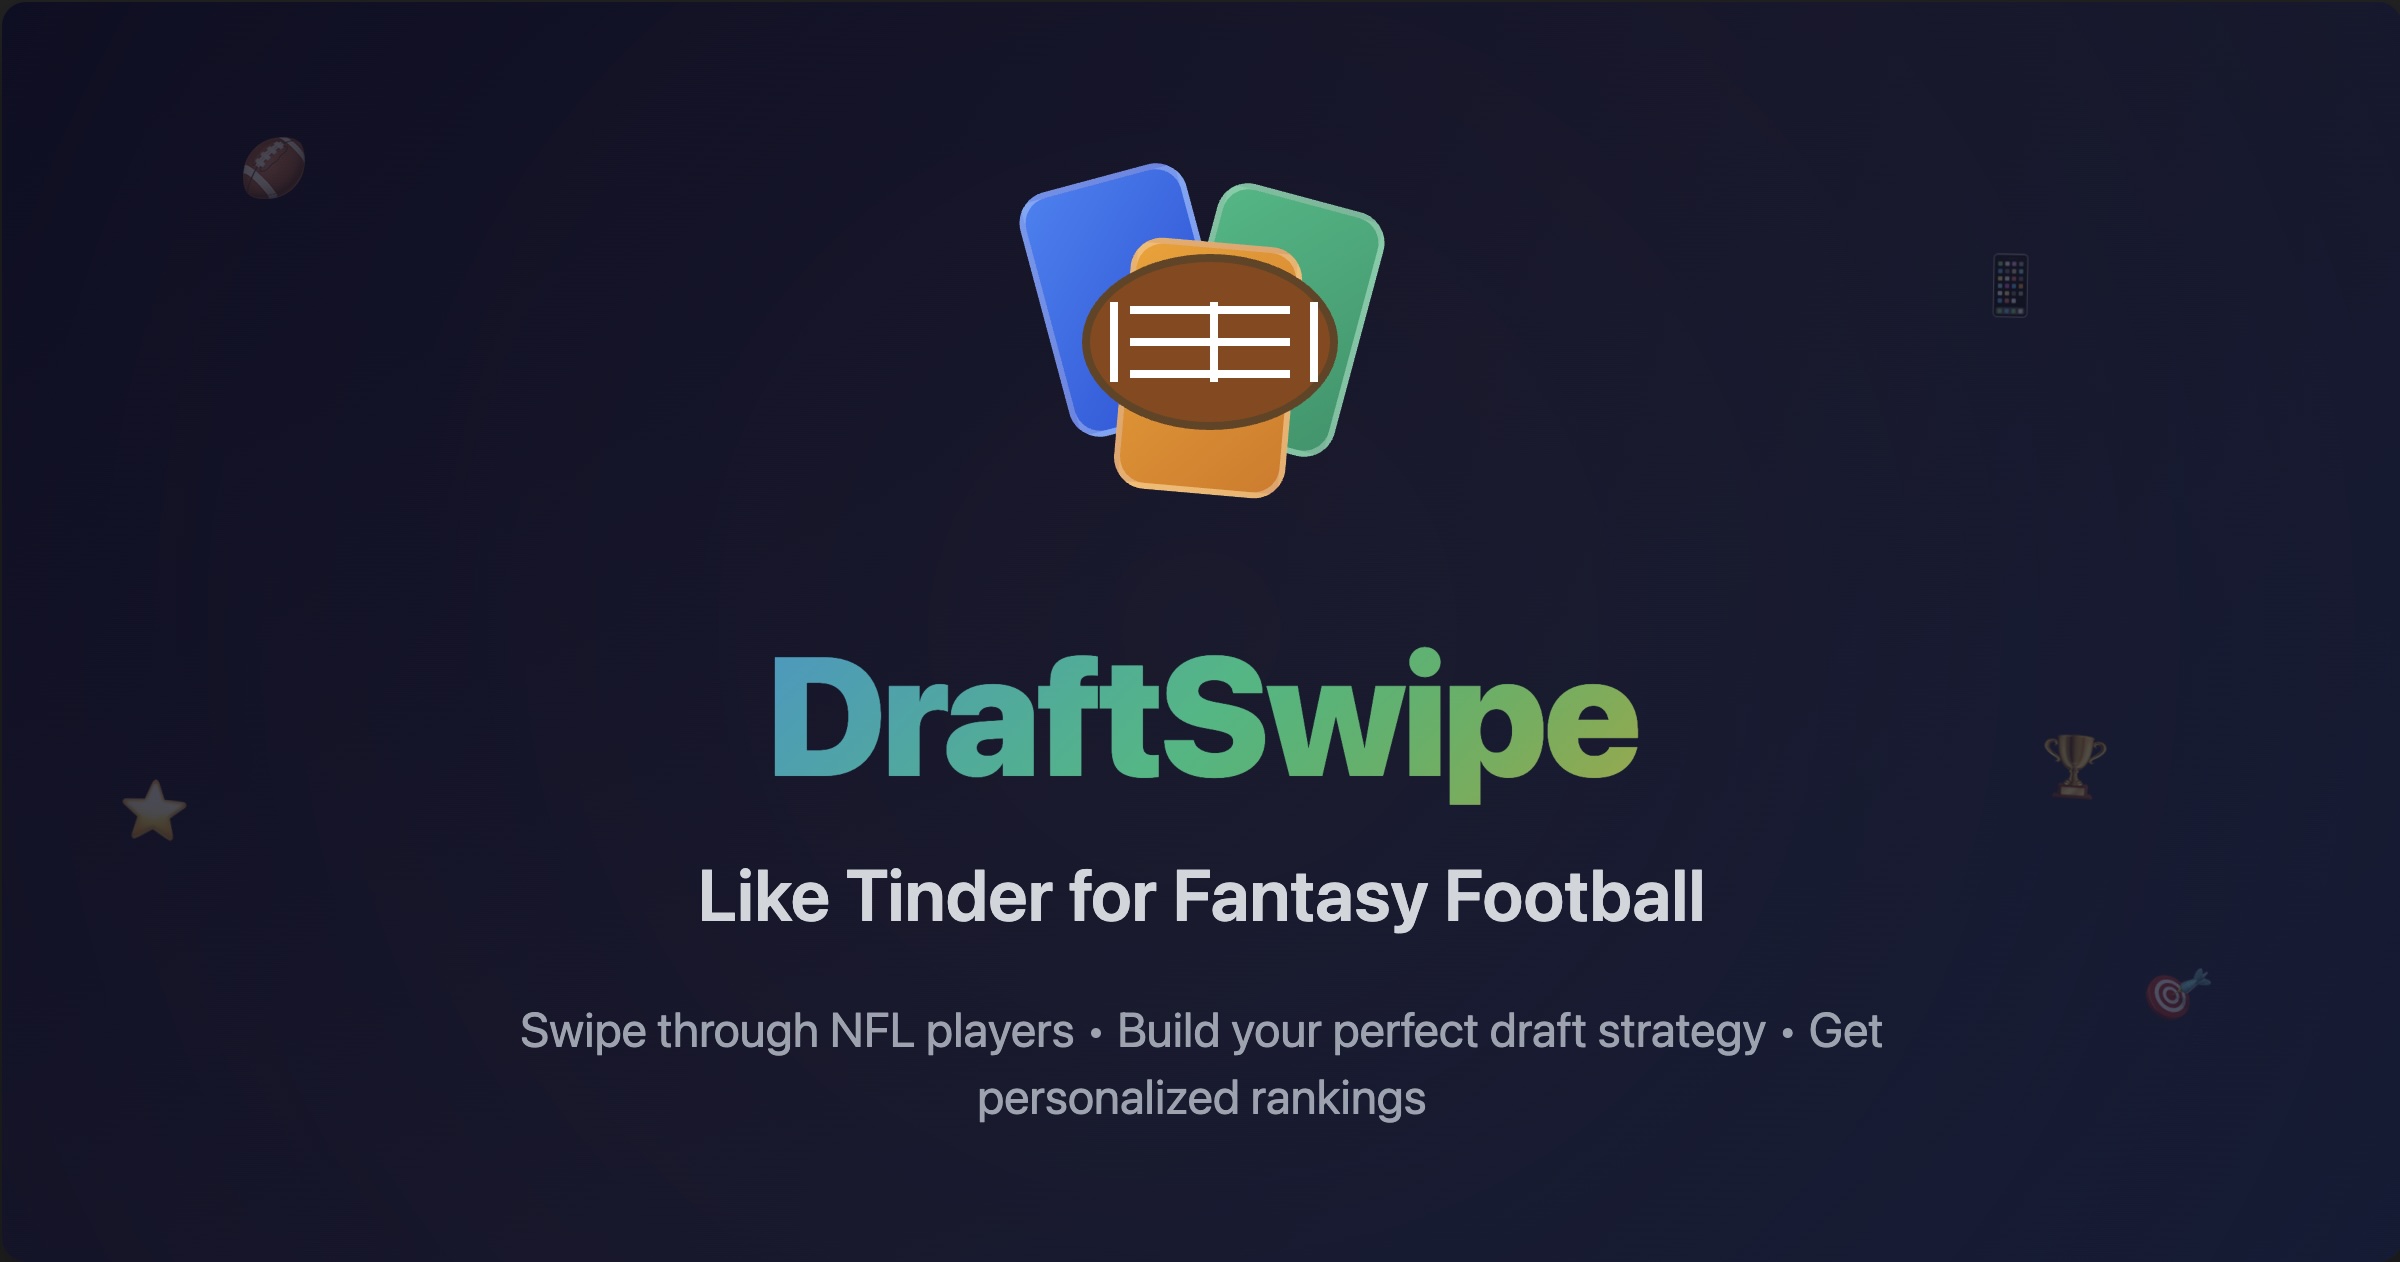 DraftSwipe
Like Tinder for Fantasy Football
Swipe through NFL players • Build your perfect draft strategy • Get
personalized rankings